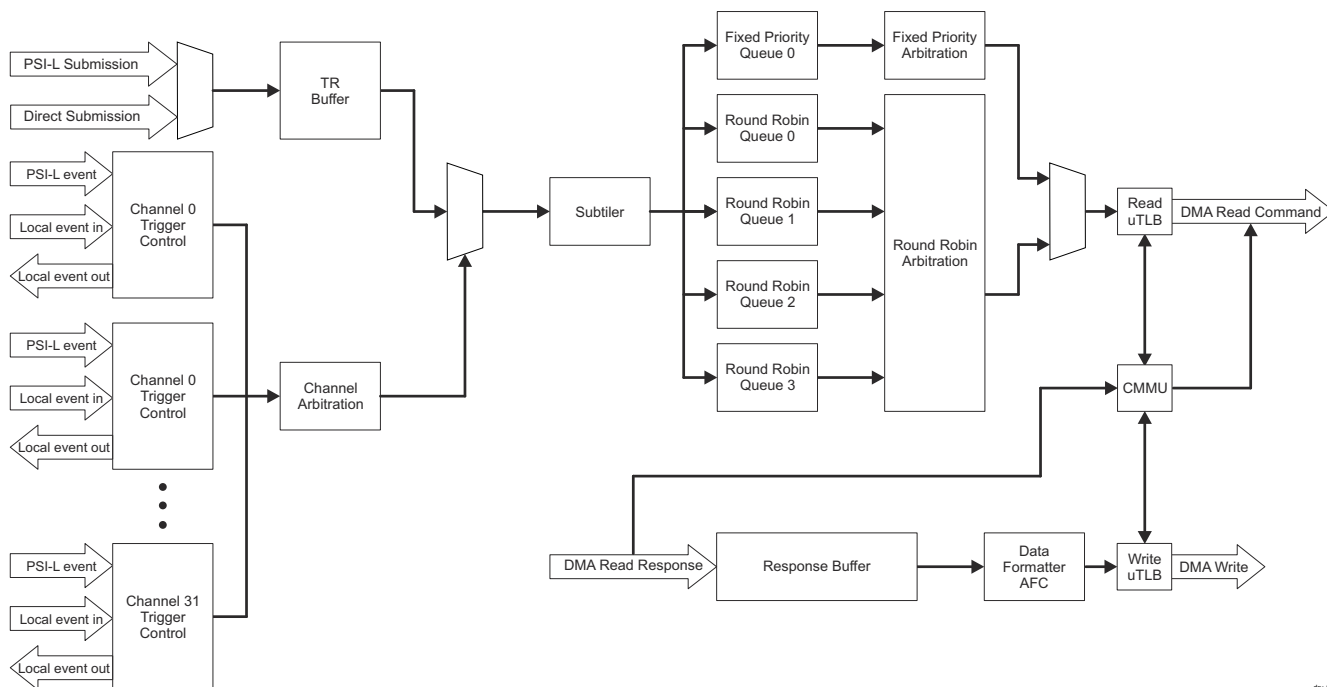 PSI-L Submission
Direct Submission
TR
Buffer
PSI-L event
Local event in
Local event out
Channel 0
Trigger
Control
PSI-L event
Local event in
Local event out
Channel 0
Trigger
Control
PSI-L event
Local event in
Local event out
Channel 31
Trigger
Control
Channel
Arbitration
Subtiler
Fixed Priority
Queue 0
Round Robin
Queue 0
Round Robin
Queue 1
Round Robin
Queue 2
Round Robin
Queue 3
Fixed Priority
Arbitration
Round Robin
Arbitration
Read
uTLB
DMA Read Command
CMMU
DMA Read Response
Response Buffer
Data
Formatter
AFC
Write
uTLB
DMA Write